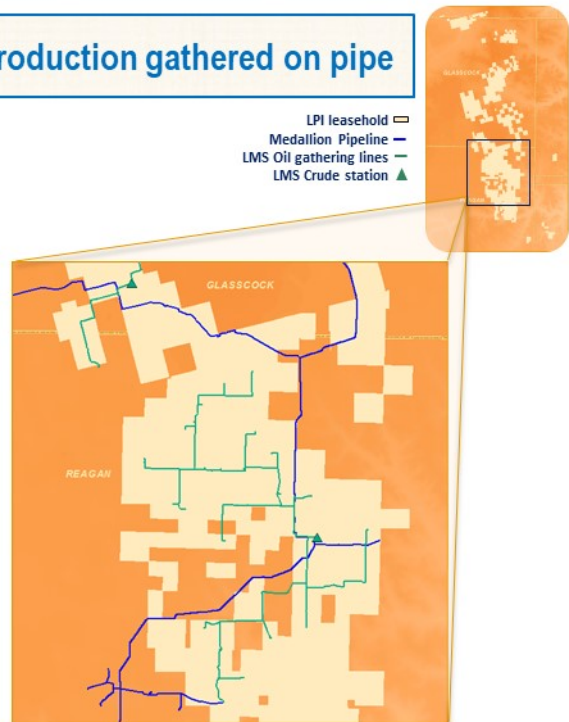 roduction gathered on pipe
GLASSCOCK
LPI leasehold
Medallion Pipeline
LMS Oil gathering lines
LMS Crude station
GLASSCOCK
REAGAN